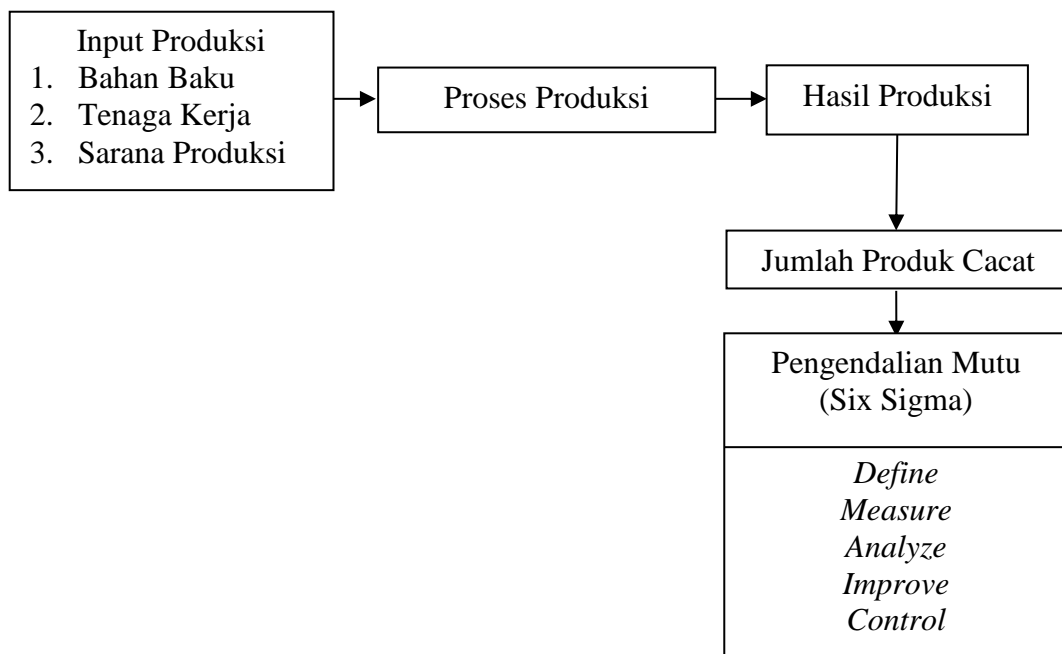 Input Produksi
1. Bahan Baku
2. Tenaga Kerja
3. Sarana Produksi
Proses Produksi
Hasil Produksi
Jumlah Produk Cacat
Pengendalian Mutu
(Six Sigma)
Define
Measure
Analyze
Improve
Control